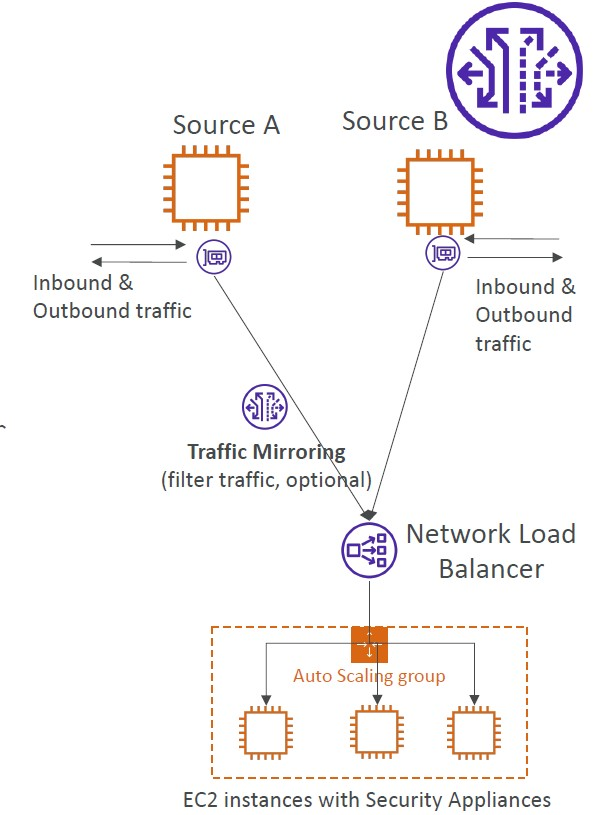 Source A
Source B
Inbound &
Outbound traffic
Inbound &
Outbound
traffic
Traffic Mirroring
(filter traffic, optional)
Network Load
Balancer
Auto Scaling group
EC2 instances with Security Appliances